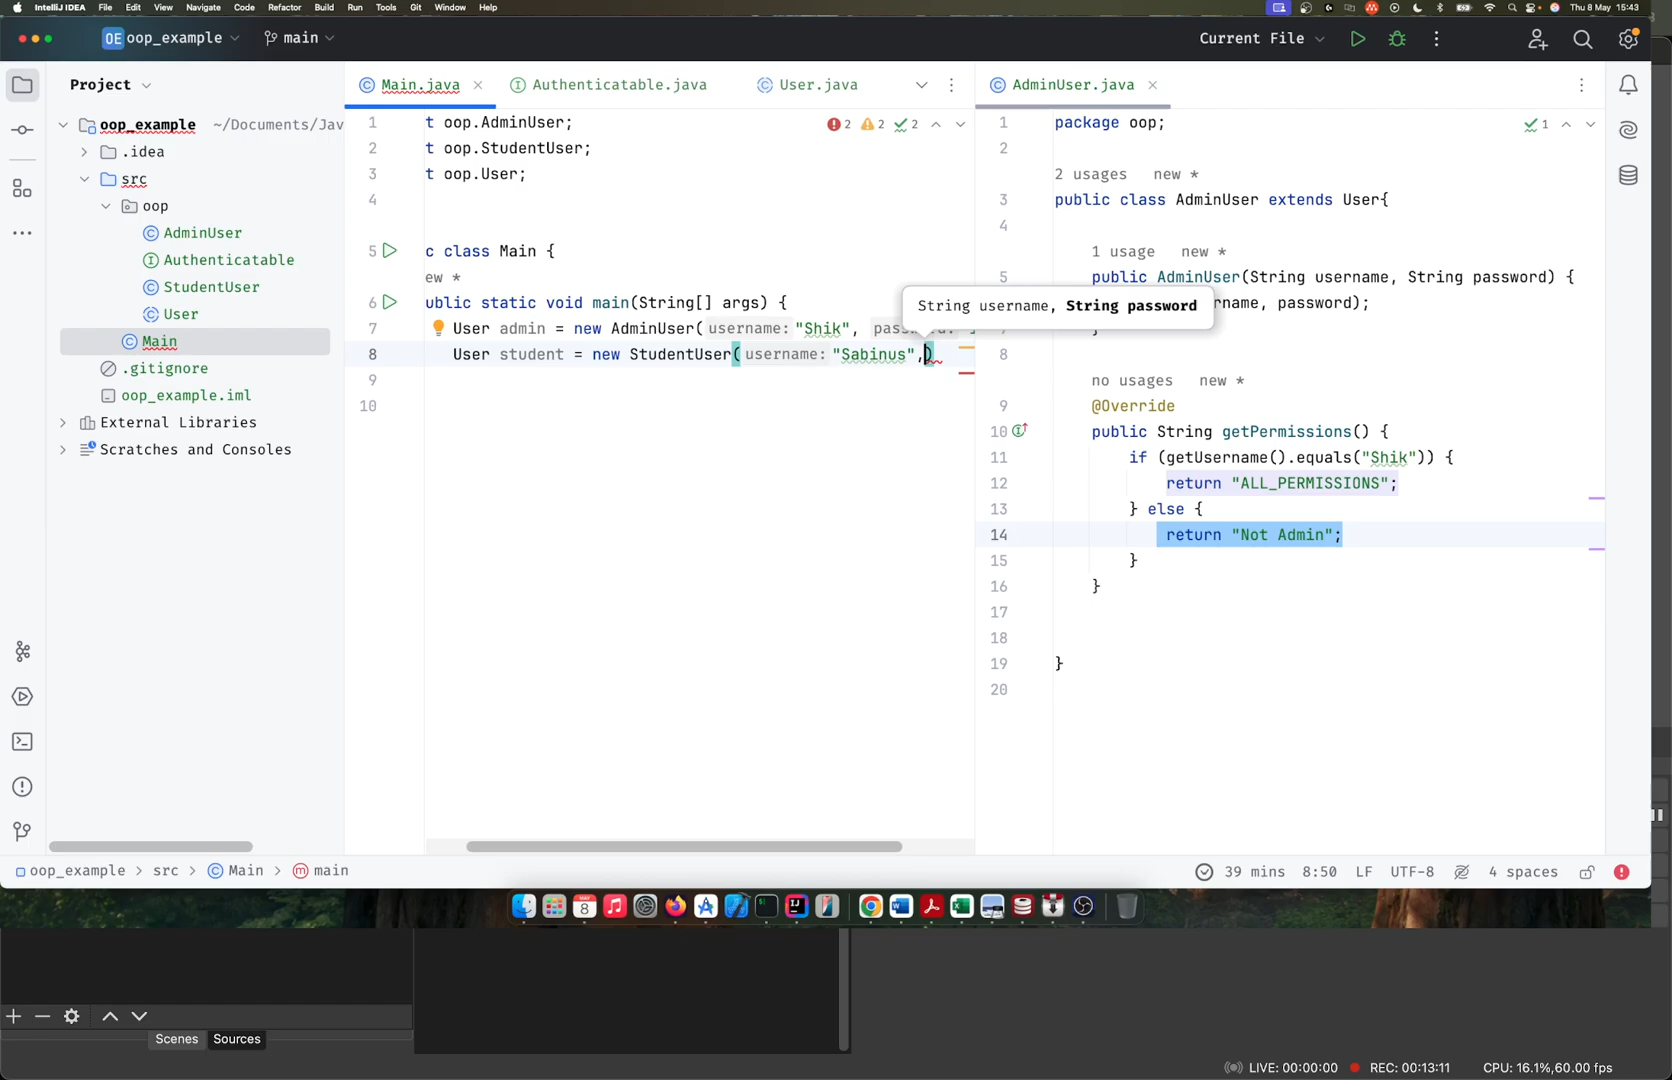 IntelliJ IDEA File Edit View Navigate Code Refactor Build Run Tools Git Window Help Thu 8 May 15:43
OE oop_example main Current File
Project
Main.java Authenticatable.java User.java AdminUser.java
oop_example ~/Documents/Jav
.idea
src
oop
AdminUser
Authenticatable
StudentUser
User
Main
.gitignore
oop_example.iml
External Libraries
Scratches and Consoles
2 2 2
1 t oop.AdminUser;
2 t oop.StudentUser;
3 t oop.User;
4
5 c class Main {
ew *
6 ublic static void main(String[] args) {
7 User admin = new AdminUser( username: "Shik",
8 User student = new StudentUser( username: "Sabinus",)
9
10
String username, String password
1
1 package oop;
2
2 usages new *
3 public class AdminUser extends User{
4
1 usage new *
5 public AdminUser(String username, String password) {
rname, password);
8
no usages new *
9 @Override
10 public String getPermissions() {
11 if (getUsername().equals("Shik")) {
12 return "ALL_PERMISSIONS";
13 } else {
14 return "Not Admin";
15 }
16 }
17
18
19 }
20
oop_example > src > Main > main 39 mins 8:50 LF UTF-8 4 spaces
MAY
8
Scenes Sources
LIVE: 00:00:00 REC: 00:13:11 CPU: 16.1%,60.00 fps